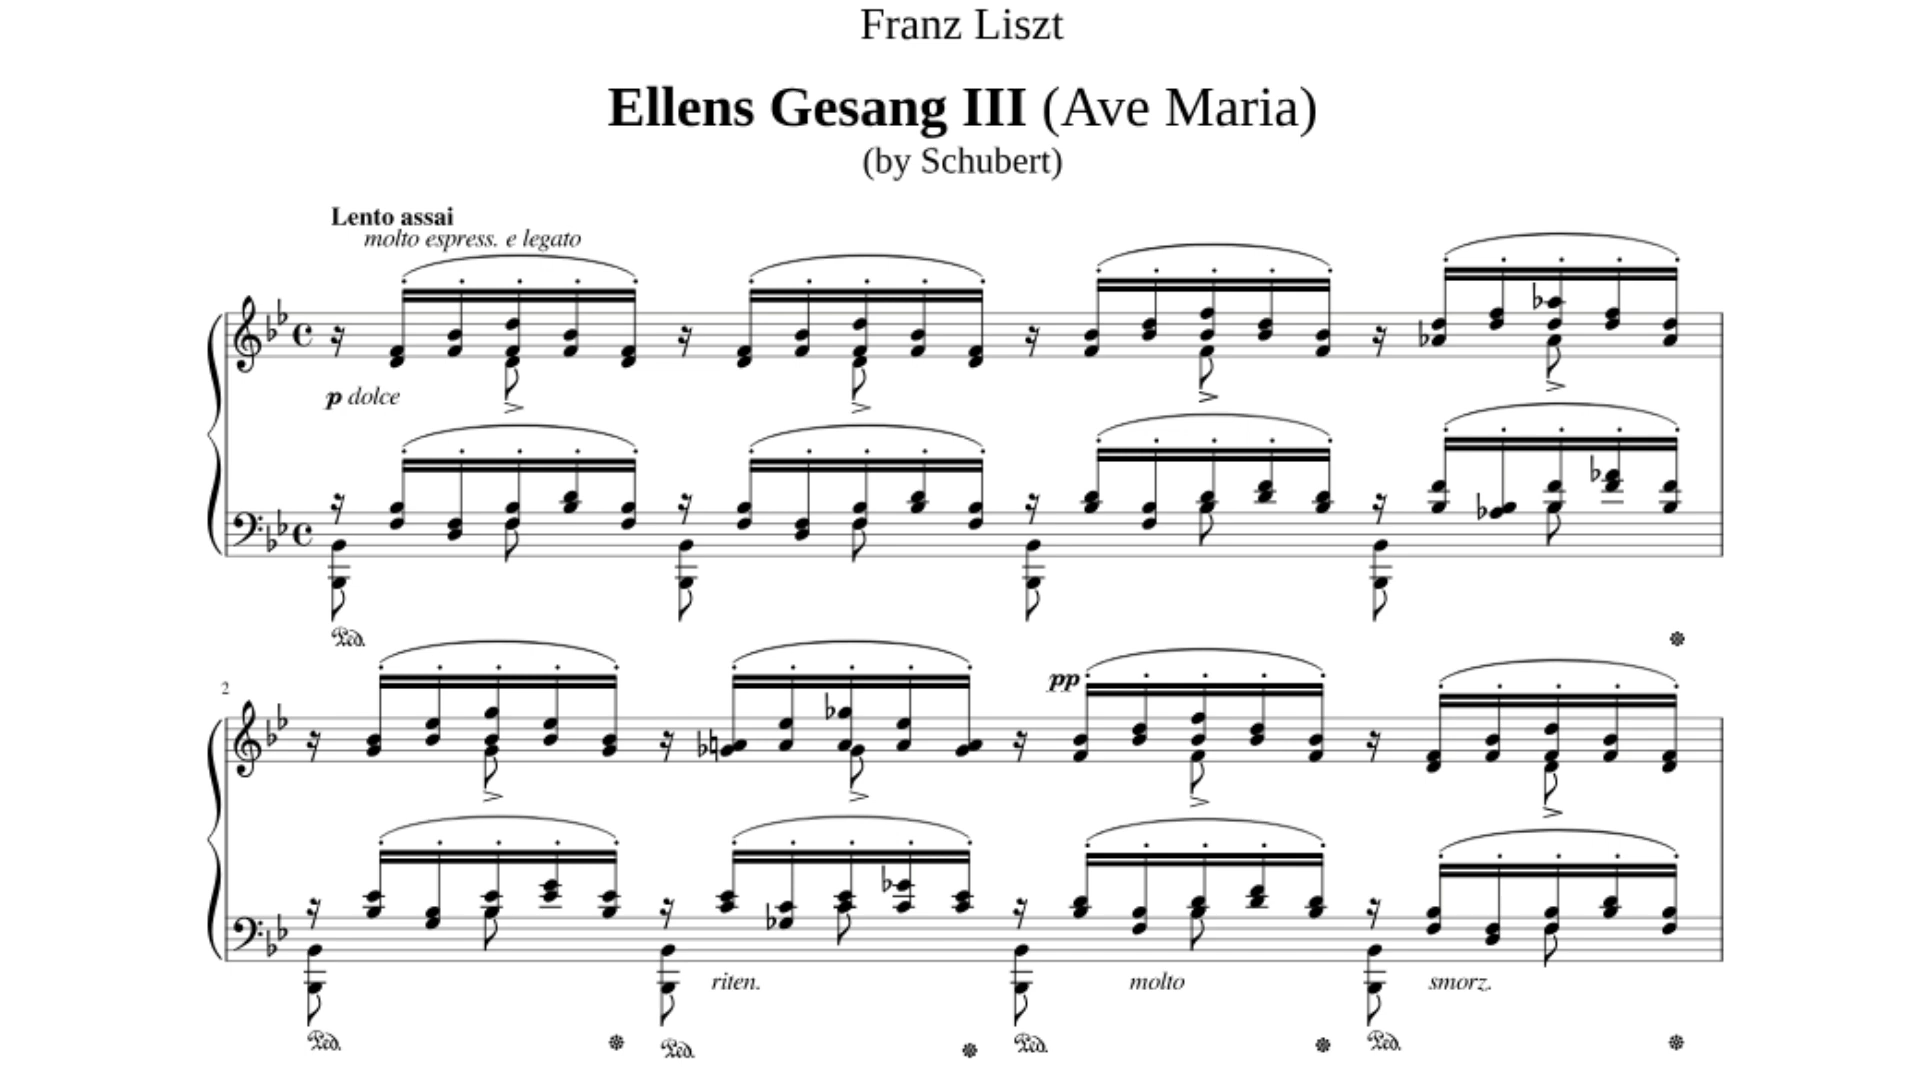 Franz Liszt
Ellens Gesang III (Ave Maria)
(by Schubert)
Lento assai
molto espress. e legato
p dolce
Ped.
2
pp
riten. molto smorz.
Ped. Ped. Ped. Ped.